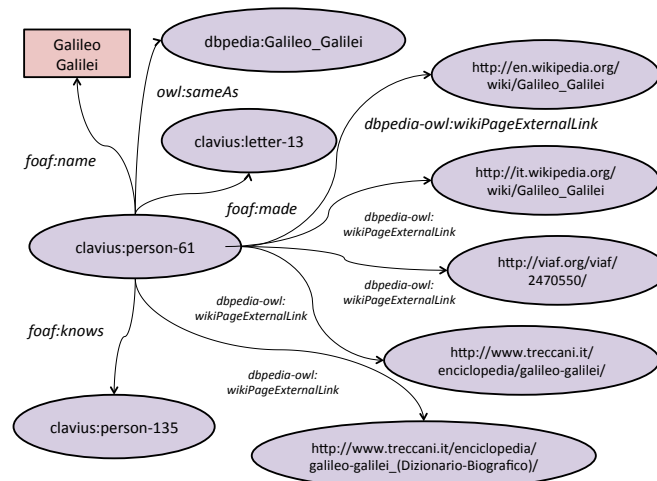 Galileo
Galilei
dbpedia:Galileo_Galilei
http://en.wikipedia.org/
wiki/Galileo_Galilei
owl:sameAs
dbpedia-owl:wikiPageExternalLink
clavius:letter-13
foaf:name
http://it.wikipedia.org/
wiki/Galileo_Galilei
foaf:made
dbpedia-owl:
wikiPageExternalLink
clavius:person-61
http://viaf.org/viaf/
2470550/
dbpedia-owl:
wikiPageExternalLink
dbpedia-owl:
wikiPageExternalLink
foaf:knows
http://www.treccani.it/
enciclopedia/galileo-galilei/
dbpedia-owl:
wikiPageExternalLink
clavius:person-135
http://www.treccani.it/enciclopedia/
galileo-galilei_(Dizionario-Biografico)/